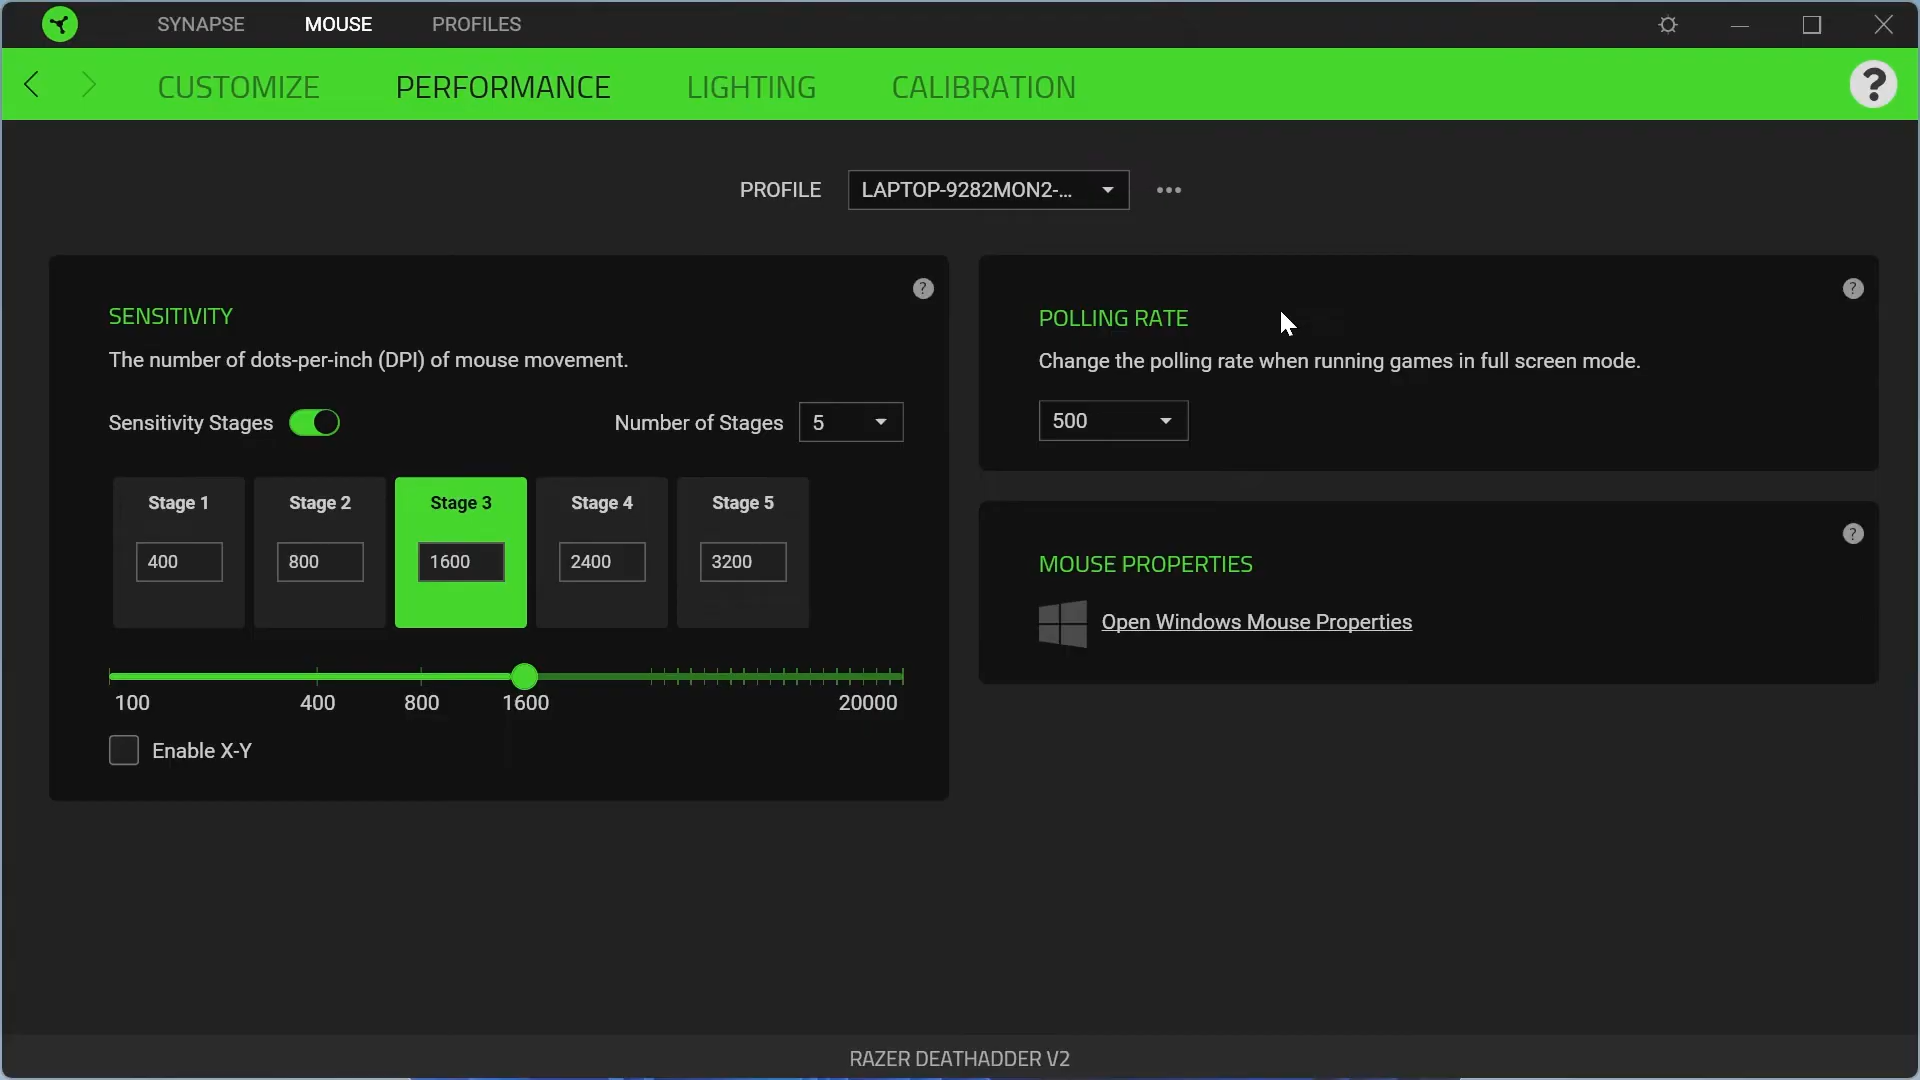 SYNAPSE MOUSE PROFILES
CUSTOMIZE PERFORMANCE LIGHTING CALIBRATION ?
PROFILE LAPTOP-9282MON2-... •••
SENSITIVITY ?
The number of dots-per-inch (DPI) of mouse movement.
Sensitivity Stages Number of Stages 5
Stage 1 Stage 2 Stage 3 Stage 4 Stage 5
400 800 1600 2400 3200
100 400 800 1600 20000
Enable X-Y
POLLING RATE ?
Change the polling rate when running games in full screen mode.
500
MOUSE PROPERTIES ?
Open Windows Mouse Properties
RAZER DEATHADDER V2